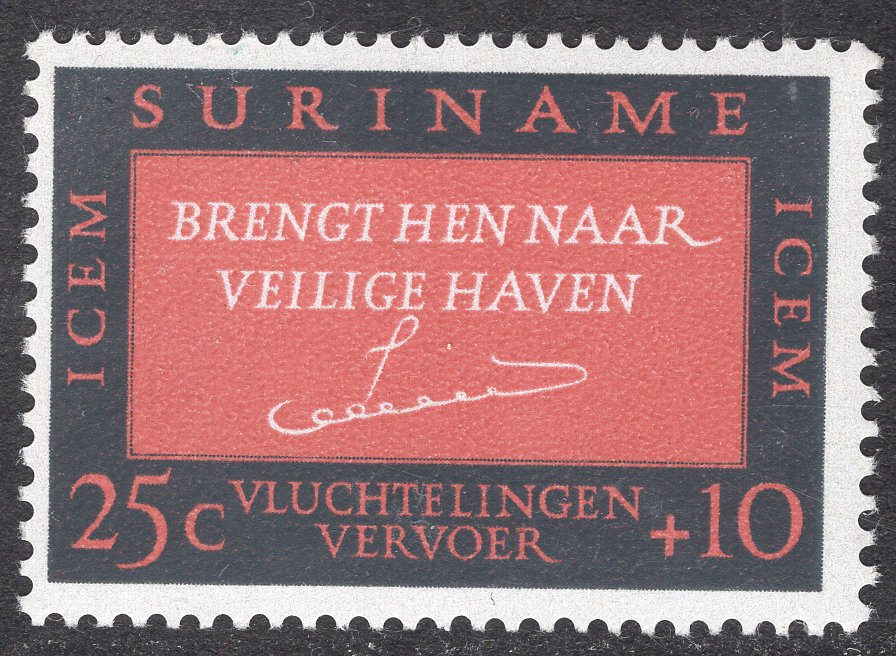 SURINAME
ICEM
BRENGT HEN NAAR
VEILIGE HAVEN
ICEM
25c VLUCHTELINGEN
VERVOER +10